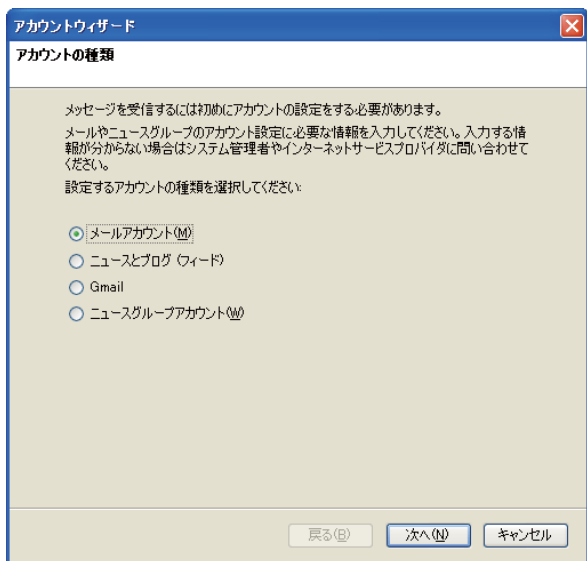 アカウントウィザード
アカウントの種類
メッセージを受信するには初めにアカウントの設定をする必要があります。
メールやニュースグループのアカウント設定に必要な情報を入力してください。入力する情
報が分からない場合はシステム管理者やインターネットサービスプロバイダに問い合わせて
ください。
設定するアカウントの種類を選択してください:
メールアカウント(M)
ニュースとブログ (フィード)
Gmail
ニュースグループアカウント(W)
戻る(B) 次へ(N) キャンセル